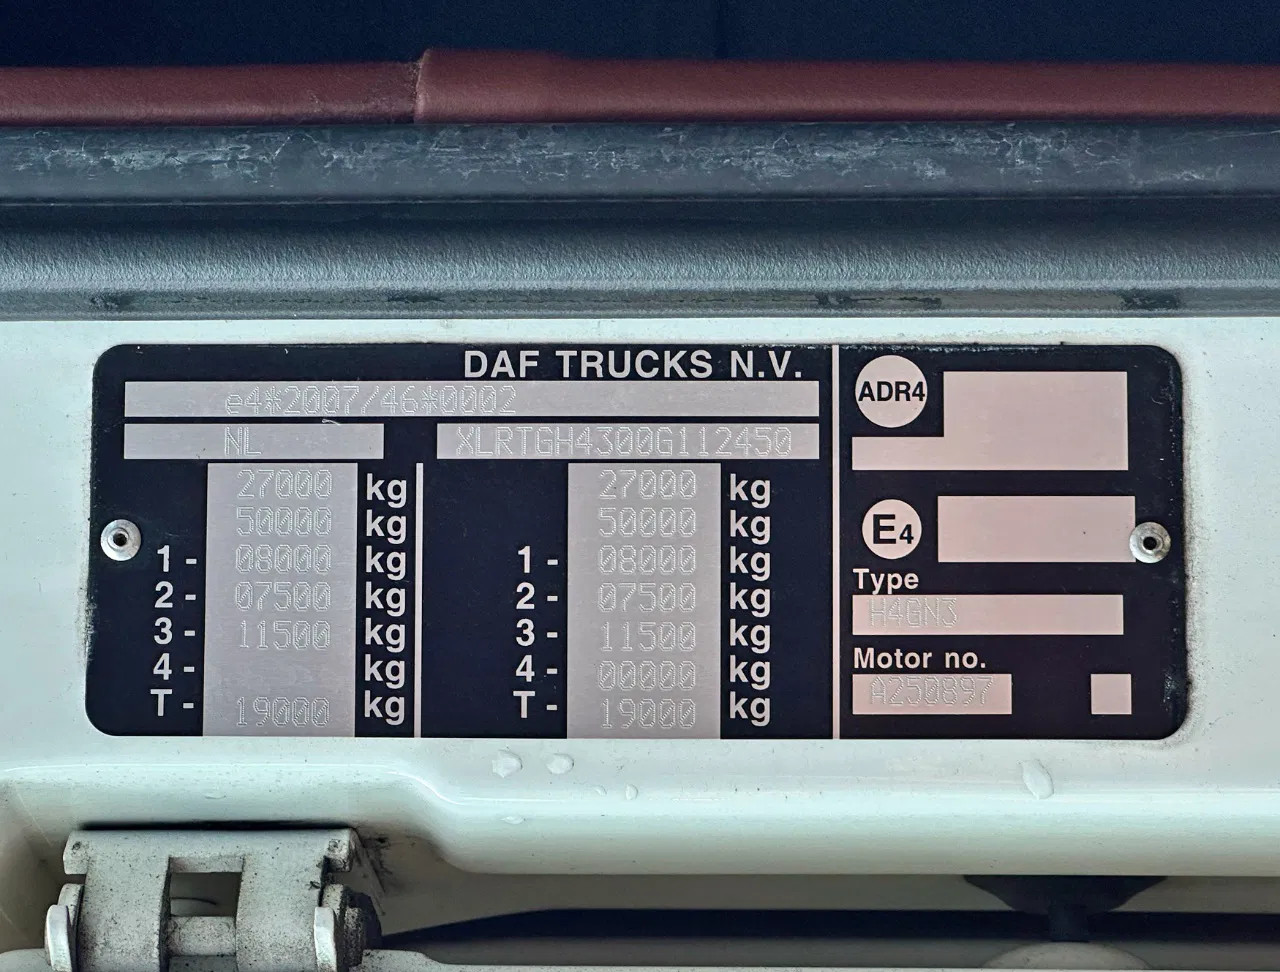 DAF TRUCKS N.V.
e4*2007/46*0002
NL XLRTGH4300G112450
27000 kg 27000 kg
50000 kg 50000 kg
1- 08000 kg 1- 08000 kg
2- 07500 kg 2- 07500 kg
3- 11500 kg 3- 11500 kg
4- kg 4- 00000 kg
T- 19000 kg T- 19000 kg
ADR4
E4
Type
H4GN3
Motor no.
A250897